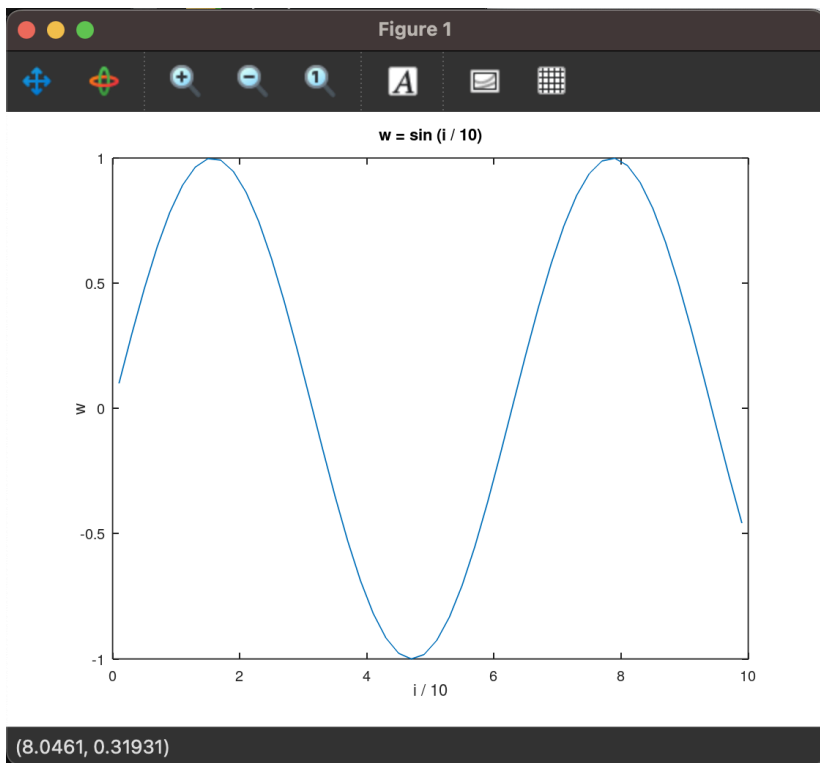 Figure 1
A
w = sin (i / 10)
1
0.5
0
-0.5
-1
w
0 2 4 6 8 10
i / 10
(8.0461, 0.31931)